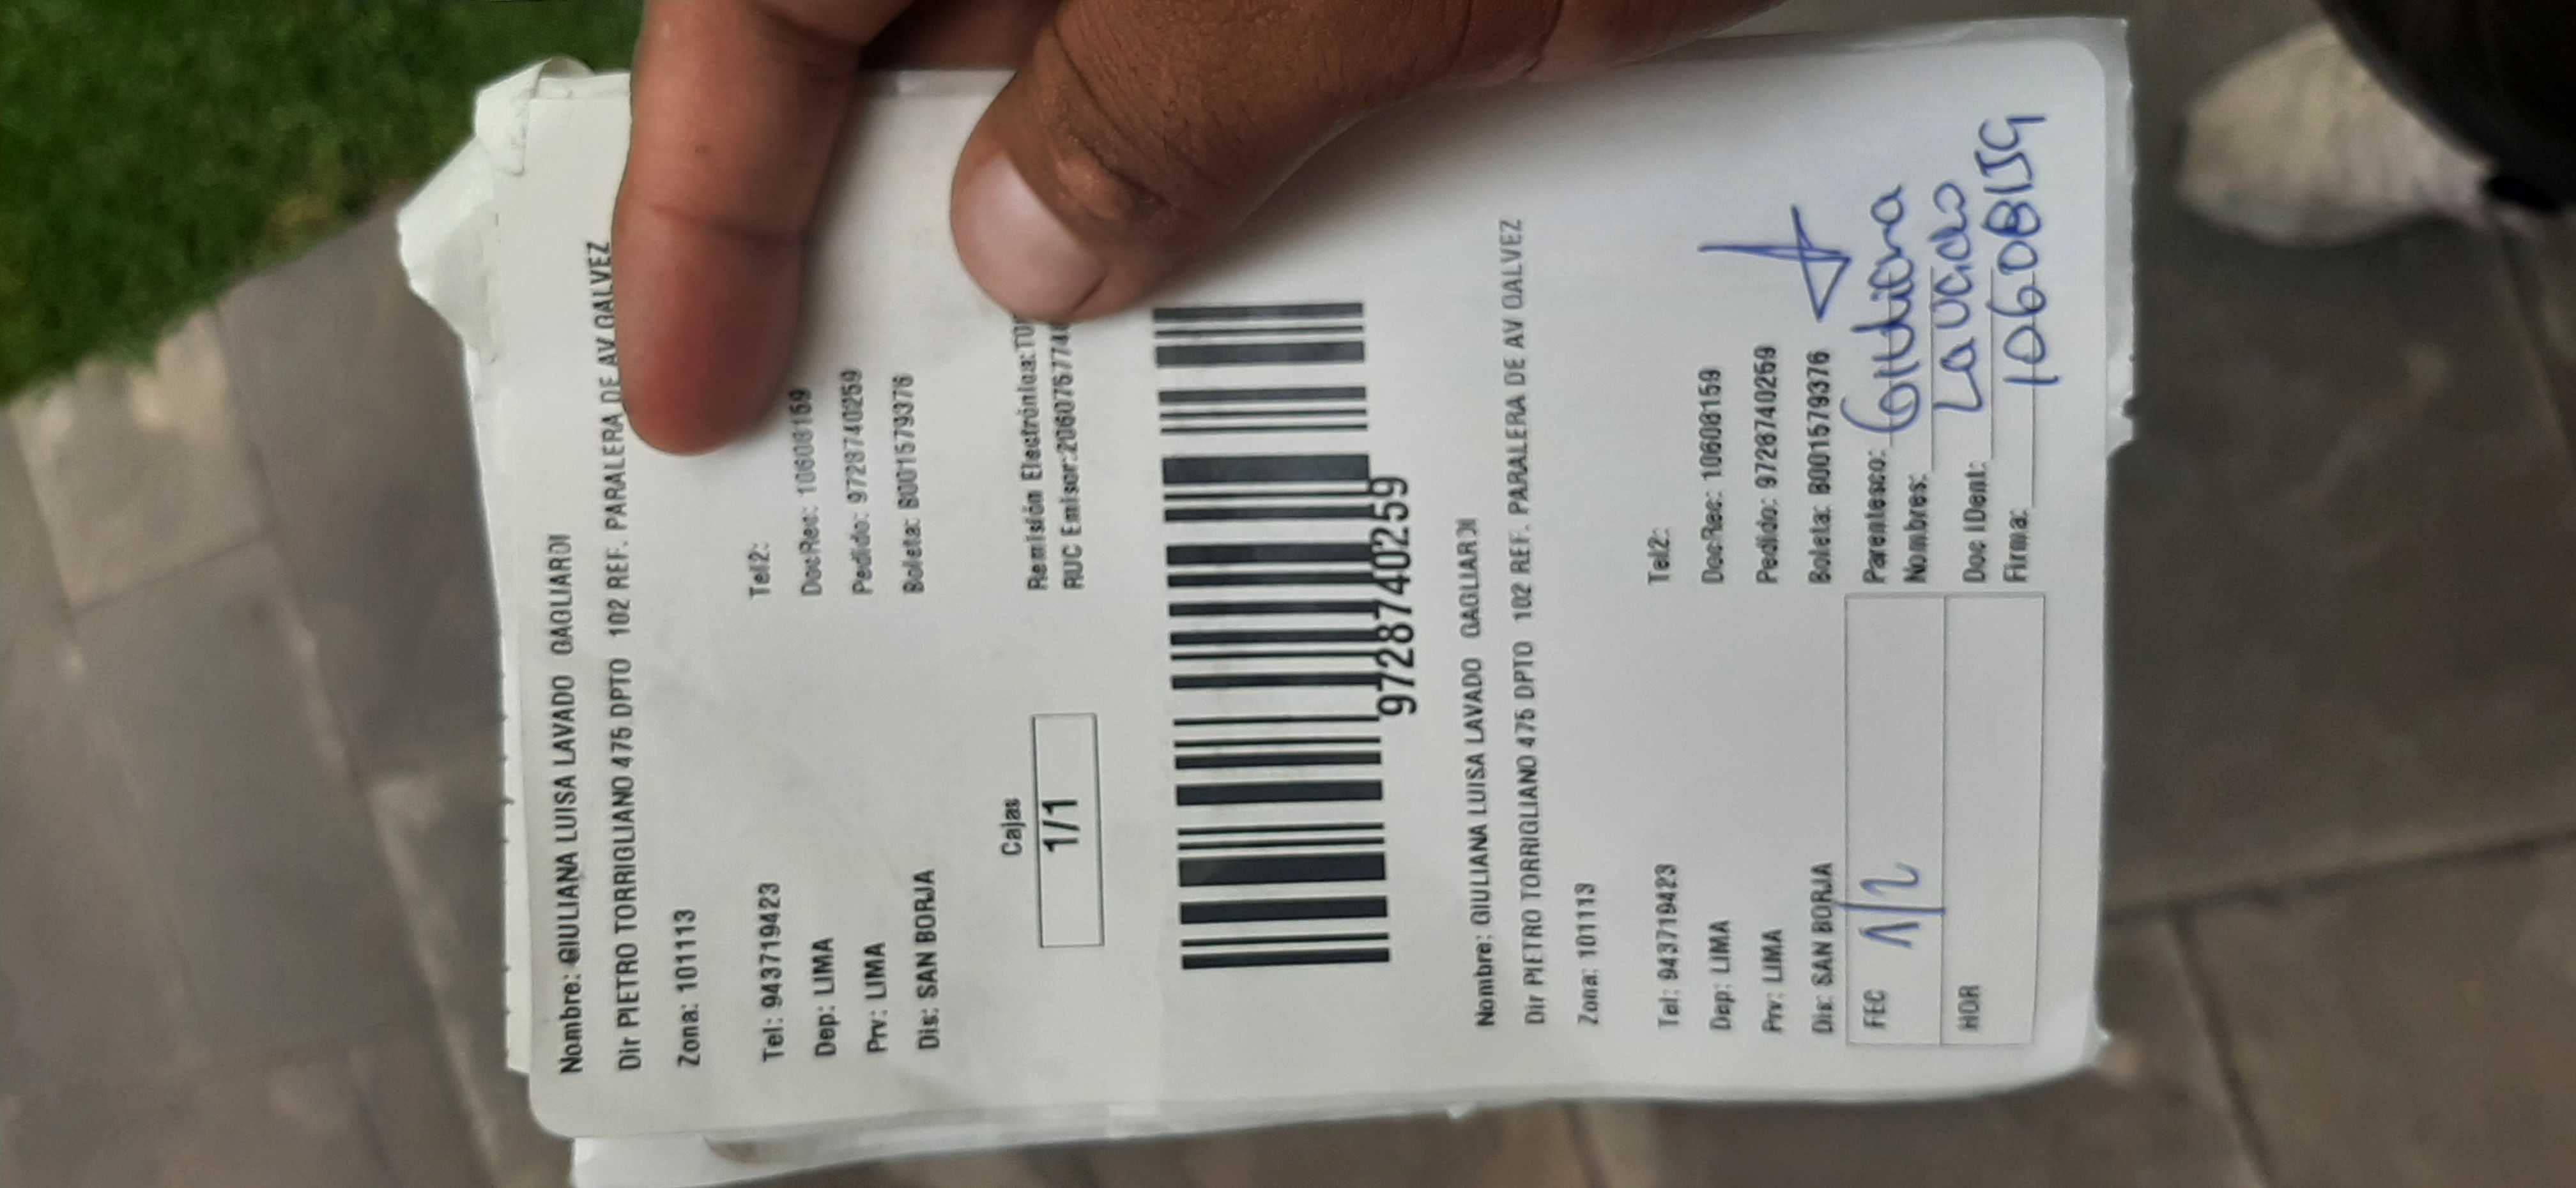 Nombre: GIULIANA LUISA LAVADO GAGLIARDI
Dir PIETRO TORRIGLIANO 475 DPTO 102 REF. PARALERA DE AV GALVEZ
Zona: 101113
Tel: 943719423 Tel2:
Dep: LIMA DocRec: 10608159
Prv: LIMA Pedido: 9728740259
Dis: SAN BORJA Boleta: B001579376
Cajas
1/1
Remisión Electrónica:
RUC Emisor:
9728740259
Nombre: GIULIANA LUISA LAVADO GAGLIARDI
Dir PIETRO TORRIGLIANO 475 DPTO 102 REF. PARALERA DE AV GALVEZ
Zona: 101113
Tel: 943719423 Tel2:
Dep: LIMA DocRec: 10608159
Prv: LIMA Pedido: 9728740259
Dis: SAN BORJA Boleta: B001579376
FEC 1/2 Parentesco: Giuliana
Nombres: Lavado
HOR Doc IDent: 10608159
Firma: